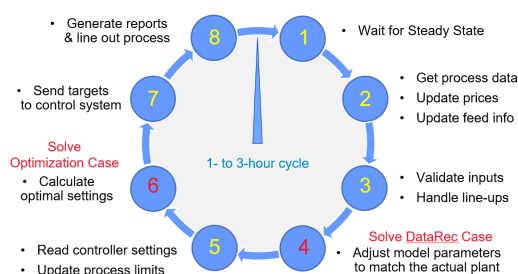 8
Generate reports
& line out process
1
• Wait for Steady State
2
• Get process data
• Update prices
• Update feed info
3
• Validate inputs
• Handle line-ups
4
Solve DataRec Case
• Adjust model parameters
to match the actual plant
5
• Read controller settings
• Update process limits
6
Solve
Optimization Case
• Calculate
optimal settings
7
• Send targets
to control system
1- to 3-hour cycle